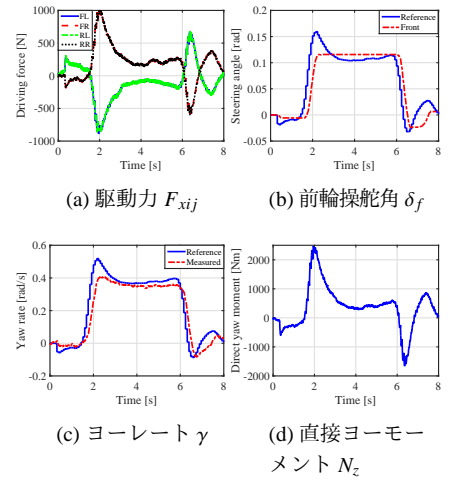 1000
500
0
-500
-1000
Driving force [N]
FL
FR
RL
RR
0 2 4 6 8
Time [s]
(a) 駆動力 Fxij
0.2
0.15
0.1
0.05
0
-0.05
Steering angle [rad]
Reference
Front
0 2 4 6 8
Time [s]
(b) 前輪操舵角 δf
0.6
0.4
0.2
0
-0.2
Yaw rate [rad/s]
Reference
Measured
0 2 4 6 8
Time [s]
(c) ヨーレート γ
2000
1000
0
-1000
-2000
Direct yaw moment [Nm]
0 2 4 6 8
Time [s]
(d) 直接ヨーモー
メント Nz